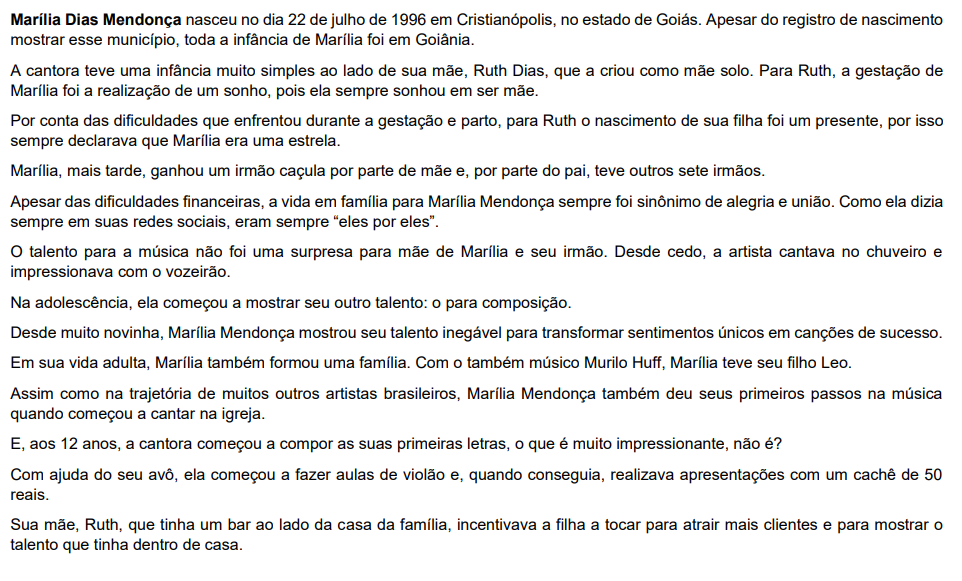 Marília Dias Mendonça nasceu no dia 22 de julho de 1996 em Cristianópolis, no estado de Goiás. Apesar do registro de nascimento
mostrar esse município, toda a infância de Marília foi em Goiânia.
A cantora teve uma infância muito simples ao lado de sua mãe, Ruth Dias, que a criou como mãe solo. Para Ruth, a gestação de
Marília foi a realização de um sonho, pois ela sempre sonhou em ser mãe.
Por conta das dificuldades que enfrentou durante a gestação e parto, para Ruth o nascimento de sua filha foi um presente, por isso
sempre declarava que Marília era uma estrela.
Marília, mais tarde, ganhou um irmão caçula por parte de mãe e, por parte do pai, teve outros sete irmãos.
Apesar das dificuldades financeiras, a vida em família para Marília Mendonça sempre foi sinônimo de alegria e união. Como ela dizia
sempre em suas redes sociais, eram sempre “eles por eles”.
O talento para a música não foi uma surpresa para mãe de Marília e seu irmão. Desde cedo, a artista cantava no chuveiro e
impressionava com o vozeirão.
Na adolescência, ela começou a mostrar seu outro talento: o para composição.
Desde muito novinha, Marília Mendonça mostrou seu talento inegável para transformar sentimentos únicos em canções de sucesso.
Em sua vida adulta, Marília também formou uma família. Com o também músico Murilo Huff, Marília teve seu filho Leo.
Assim como na trajetória de muitos outros artistas brasileiros, Marília Mendonça também deu seus primeiros passos na música
quando começou a cantar na igreja.
E, aos 12 anos, a cantora começou a compor as suas primeiras letras, o que é muito impressionante, não é?
Com ajuda do seu avô, ela começou a fazer aulas de violão e, quando conseguia, realizava apresentações com um cachê de 50
reais.
Sua mãe, Ruth, que tinha um bar ao lado da casa da família, incentivava a filha a tocar para atrair mais clientes e para mostrar o
talento que tinha dentro de casa.